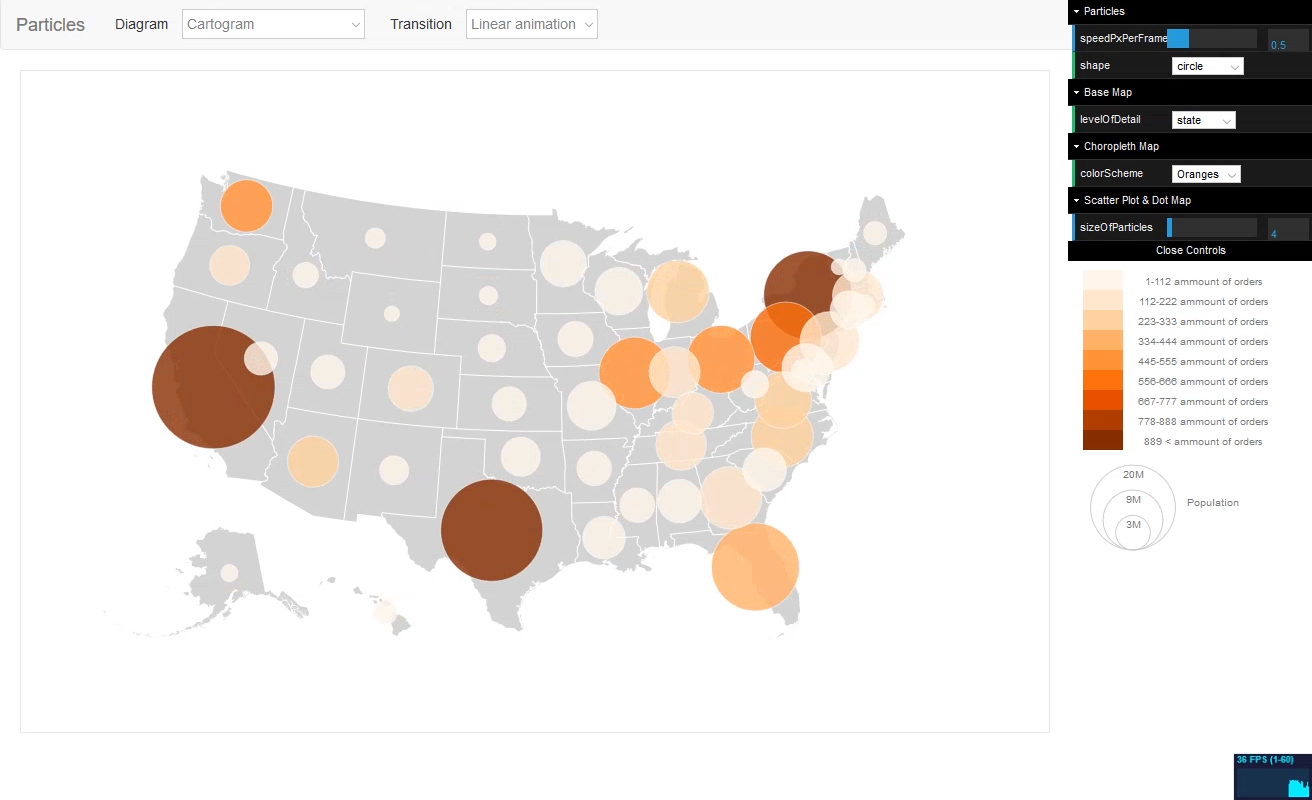 Particles Diagram Cartogram Transition Linear animation
Particles
speedPxPerFrame 0.5
shape circle
Base Map
levelOfDetail state
Choropleth Map
colorScheme Oranges
Scatter Plot & Dot Map
sizeOfParticles 4
Close Controls
1-112 ammount of orders
112-222 ammount of orders
223-333 ammount of orders
334-444 ammount of orders
445-555 ammount of orders
556-666 ammount of orders
667-777 ammount of orders
778-888 ammount of orders
889 < ammount of orders
20M
9M
3M
Population
36 FPS (1-60)